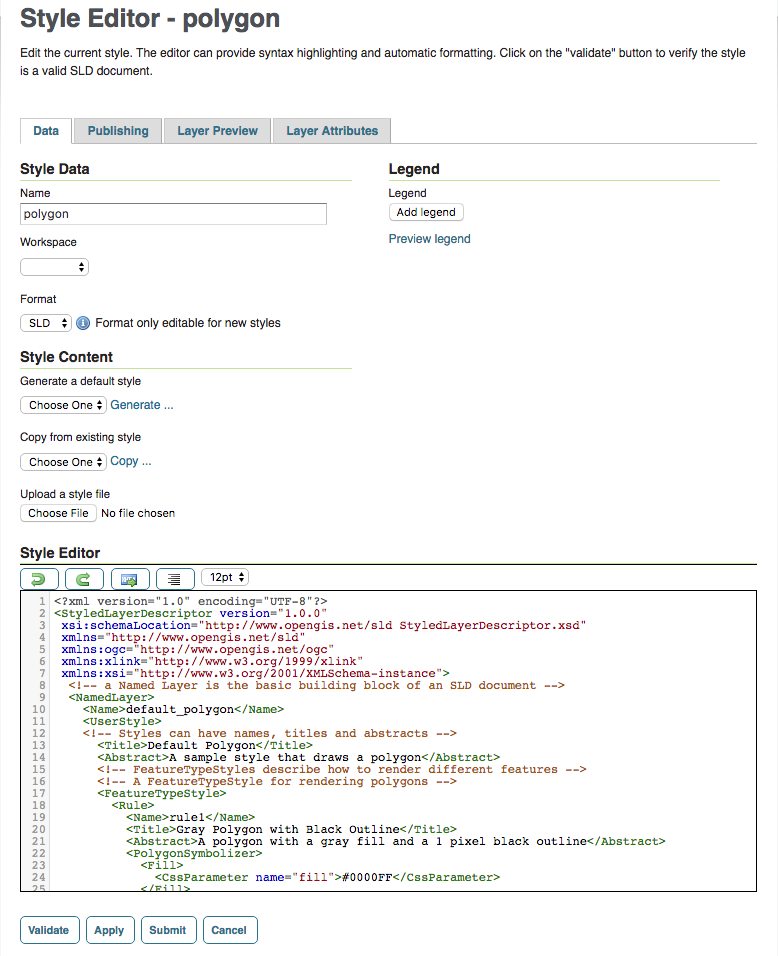 Style Editor - polygon
Edit the current style. The editor can provide syntax highlighting and automatic formatting. Click on the "validate" button to verify the style
is a valid SLD document.
Data
Publishing
Layer Preview
Layer Attributes
Style Data
Name
polygon
Workspace
Format
SLD Format only editable for new styles
Legend
Legend
Add legend
Preview legend
Style Content
Generate a default style
Choose One Generate ...
Copy from existing style
Choose One Copy ...
Upload a style file
Choose File No file chosen
Style Editor
12pt
1 <?xml version="1.0" encoding="UTF-8"?>
2 <StyledLayerDescriptor version="1.0.0"
3 xsi:schemaLocation="http://www.opengis.net/sld StyledLayerDescriptor.xsd"
4 xmlns="http://www.opengis.net/sld"
5 xmlns:ogc="http://www.opengis.net/ogc"
6 xmlns:xlink="http://www.w3.org/1999/xlink"
7 xmlns:xsi="http://www.w3.org/2001/XMLSchema-instance">
8 <!-- a Named Layer is the basic building block of an SLD document -->
9 <NamedLayer>
10 <Name>default_polygon</Name>
11 <UserStyle>
12 <!-- Styles can have names, titles and abstracts -->
13 <Title>Default Polygon</Title>
14 <Abstract>A sample style that draws a polygon</Abstract>
15 <!-- FeatureTypeStyles describe how to render different features -->
16 <!-- A FeatureTypeStyle for rendering polygons -->
17 <FeatureTypeStyle>
18 <Rule>
19 <Name>rule1</Name>
20 <Title>Gray Polygon with Black Outline</Title>
21 <Abstract>A polygon with a gray fill and a 1 pixel black outline</Abstract>
22 <PolygonSymbolizer>
23 <Fill>
24 <CssParameter name="fill">#0000FF</CssParameter>
25 </Fill>
Validate
Apply
Submit
Cancel